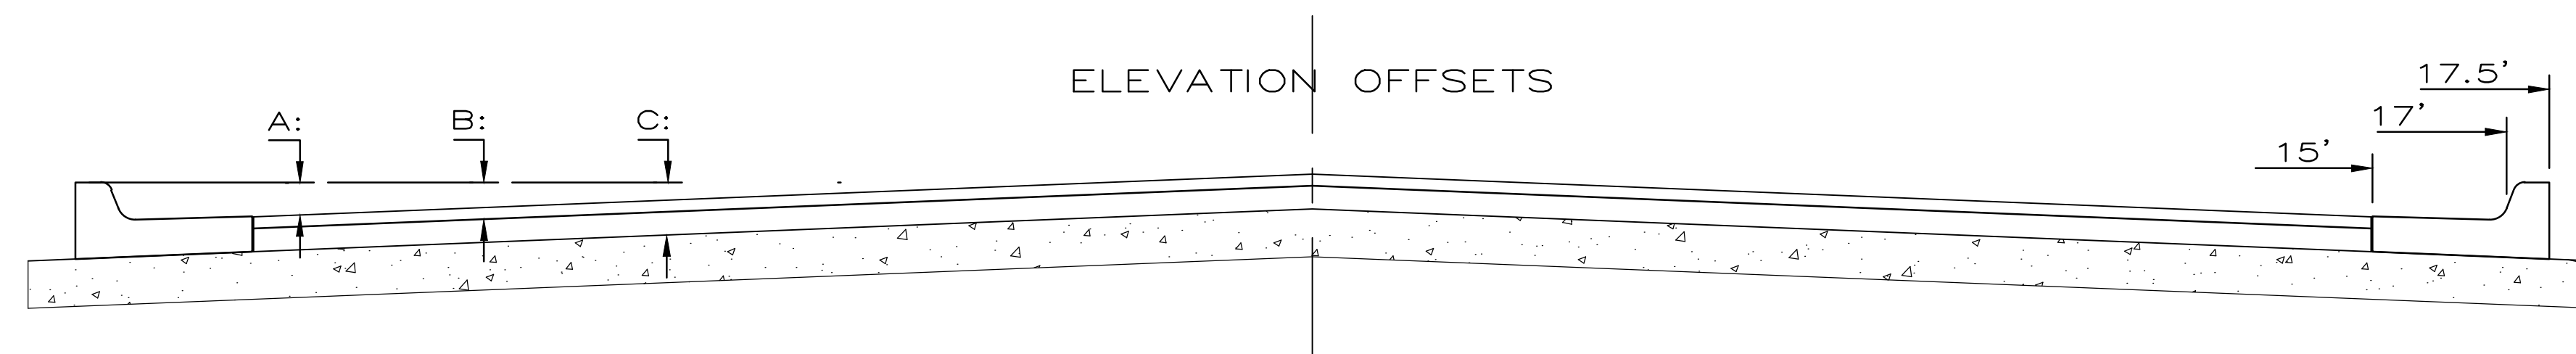 ELEVATION OFFSETS
17.5'
17'
15'
A:
B:
C: